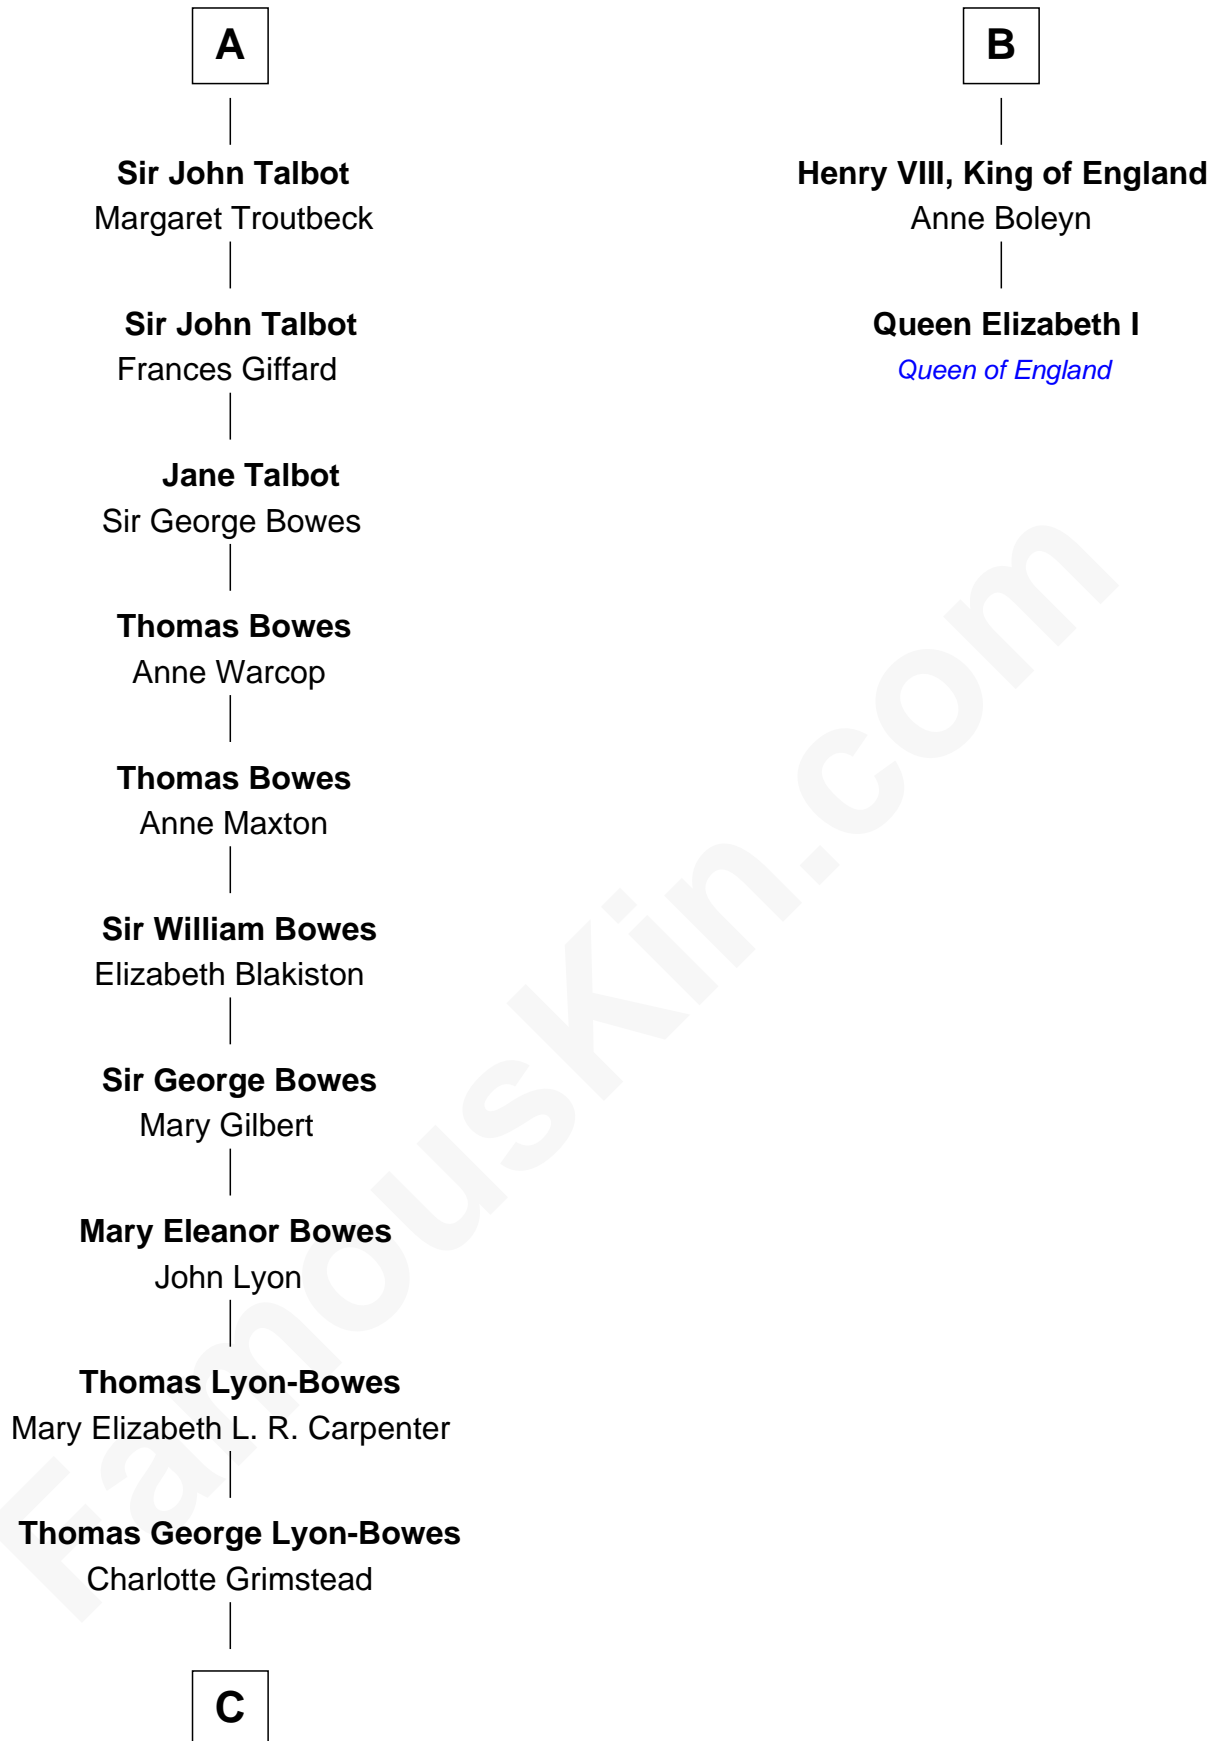 A
Sir John Talbot
Margaret Troutbeck
Sir John Talbot
Frances Giffard
Jane Talbot
Sir George Bowes
Thomas Bowes
Anne Warcop
Thomas Bowes
Anne Maxton
Sir William Bowes
Elizabeth Blakiston
Sir George Bowes
Mary Gilbert
Mary Eleanor Bowes
John Lyon
Thomas Lyon-Bowes
Mary Elizabeth L. R. Carpenter
Thomas George Lyon-Bowes
Charlotte Grimstead
C
B
Henry VIII, King of England
Anne Boleyn
Queen Elizabeth I
Queen of England
FamousKin.com